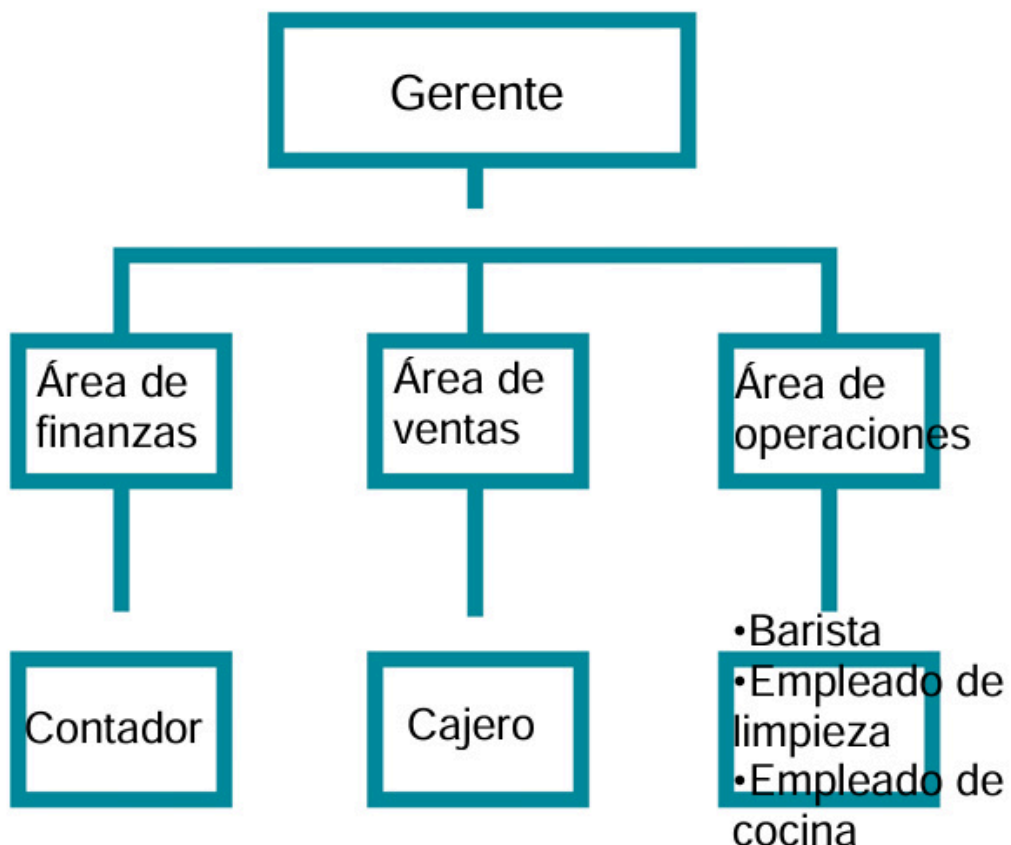 Gerente
Área de
finanzas
Área de
ventas
Área de
operaciones
Contador
Cajero
•Barista
•Empleado de
limpieza
•Empleado de
cocina